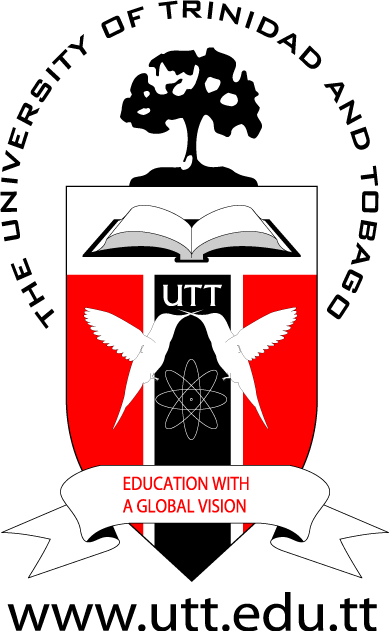 THE UNIVERSITY OF TRINIDAD AND TOBAGO
UTT
EDUCATION WITH
A GLOBAL VISION
www.utt.edu.tt